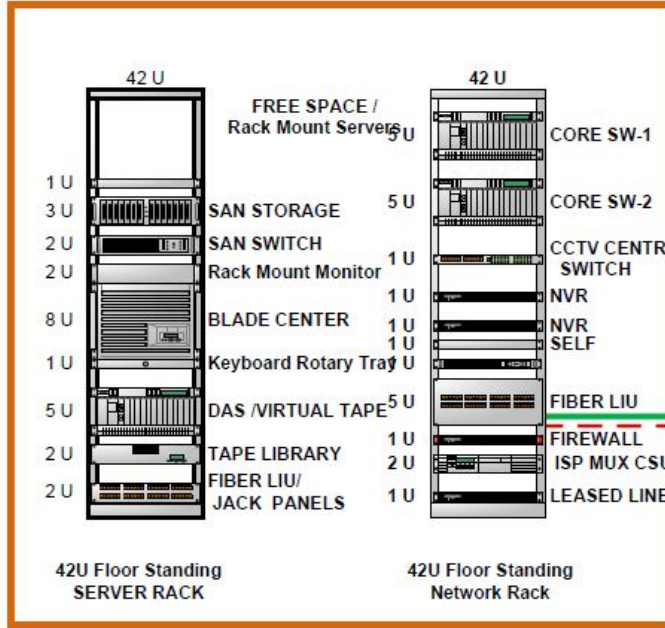 42 U
1 U
3 U
SAN STORAGE
2 U
SAN SWITCH
2 U
Rack Mount Monitor
8 U
BLADE CENTER
1 U
Keyboard Rotary Tray
5 U
DAS /VIRTUAL TAPE
2 U
TAPE LIBRARY
2 U
FIBER LIU/
JACK PANELS
42U Floor Standing
SERVER RACK
FREE SPACE /
Rack Mount Servers
42 U
5 U
CORE SW-1
5 U
CORE SW-2
1 U
CCTV CENTR
SWITCH
1 U
NVR
1 U
NVR
1 U
SELF
1 U
5 U
FIBER LIU
1 U
FIREWALL
2 U
ISP MUX CSU
1 U
LEASED LINE
42U Floor Standing
Network Rack